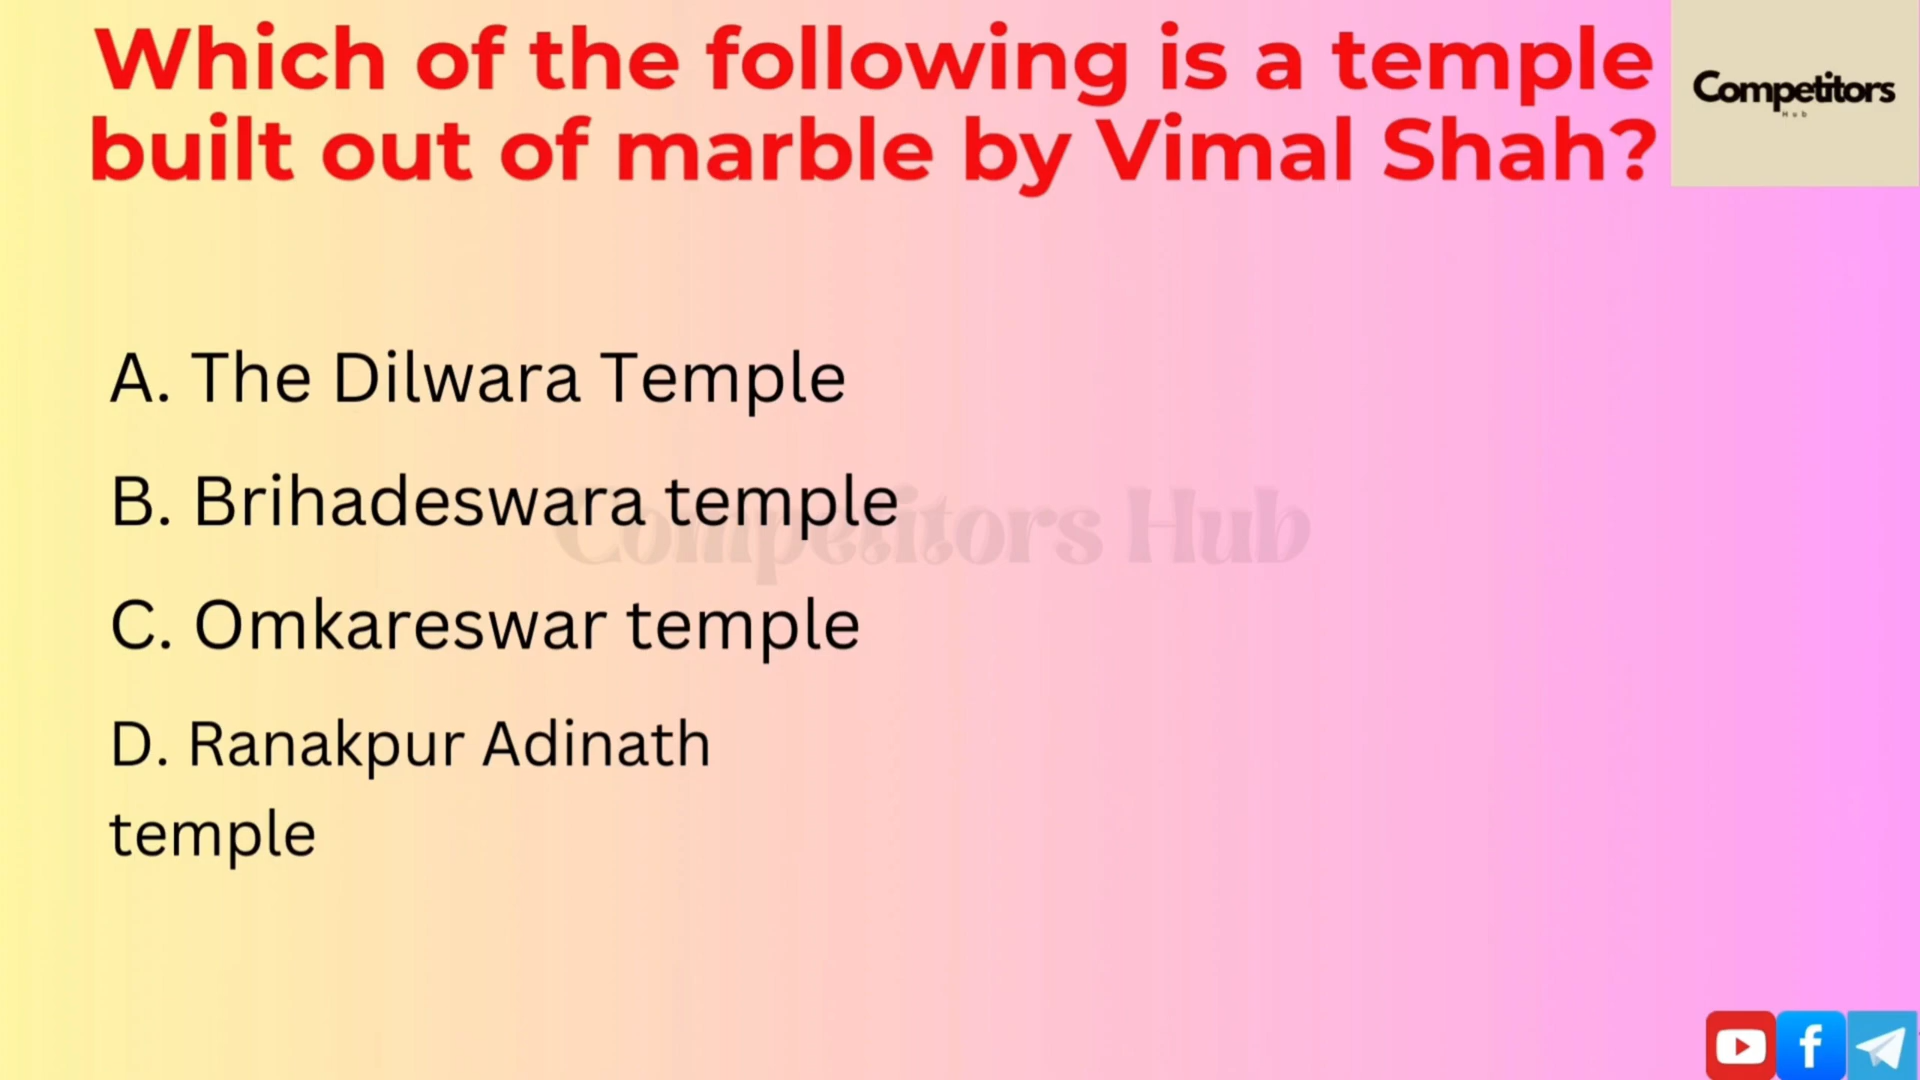 Which of the following is a temple
built out of marble by Vimal Shah?
Competitors
Hub
A. The Dilwara Temple
B. Brihadeswara temple
Competitors Hub
C. Omkareswar temple
D. Ranakpur Adinath
temple